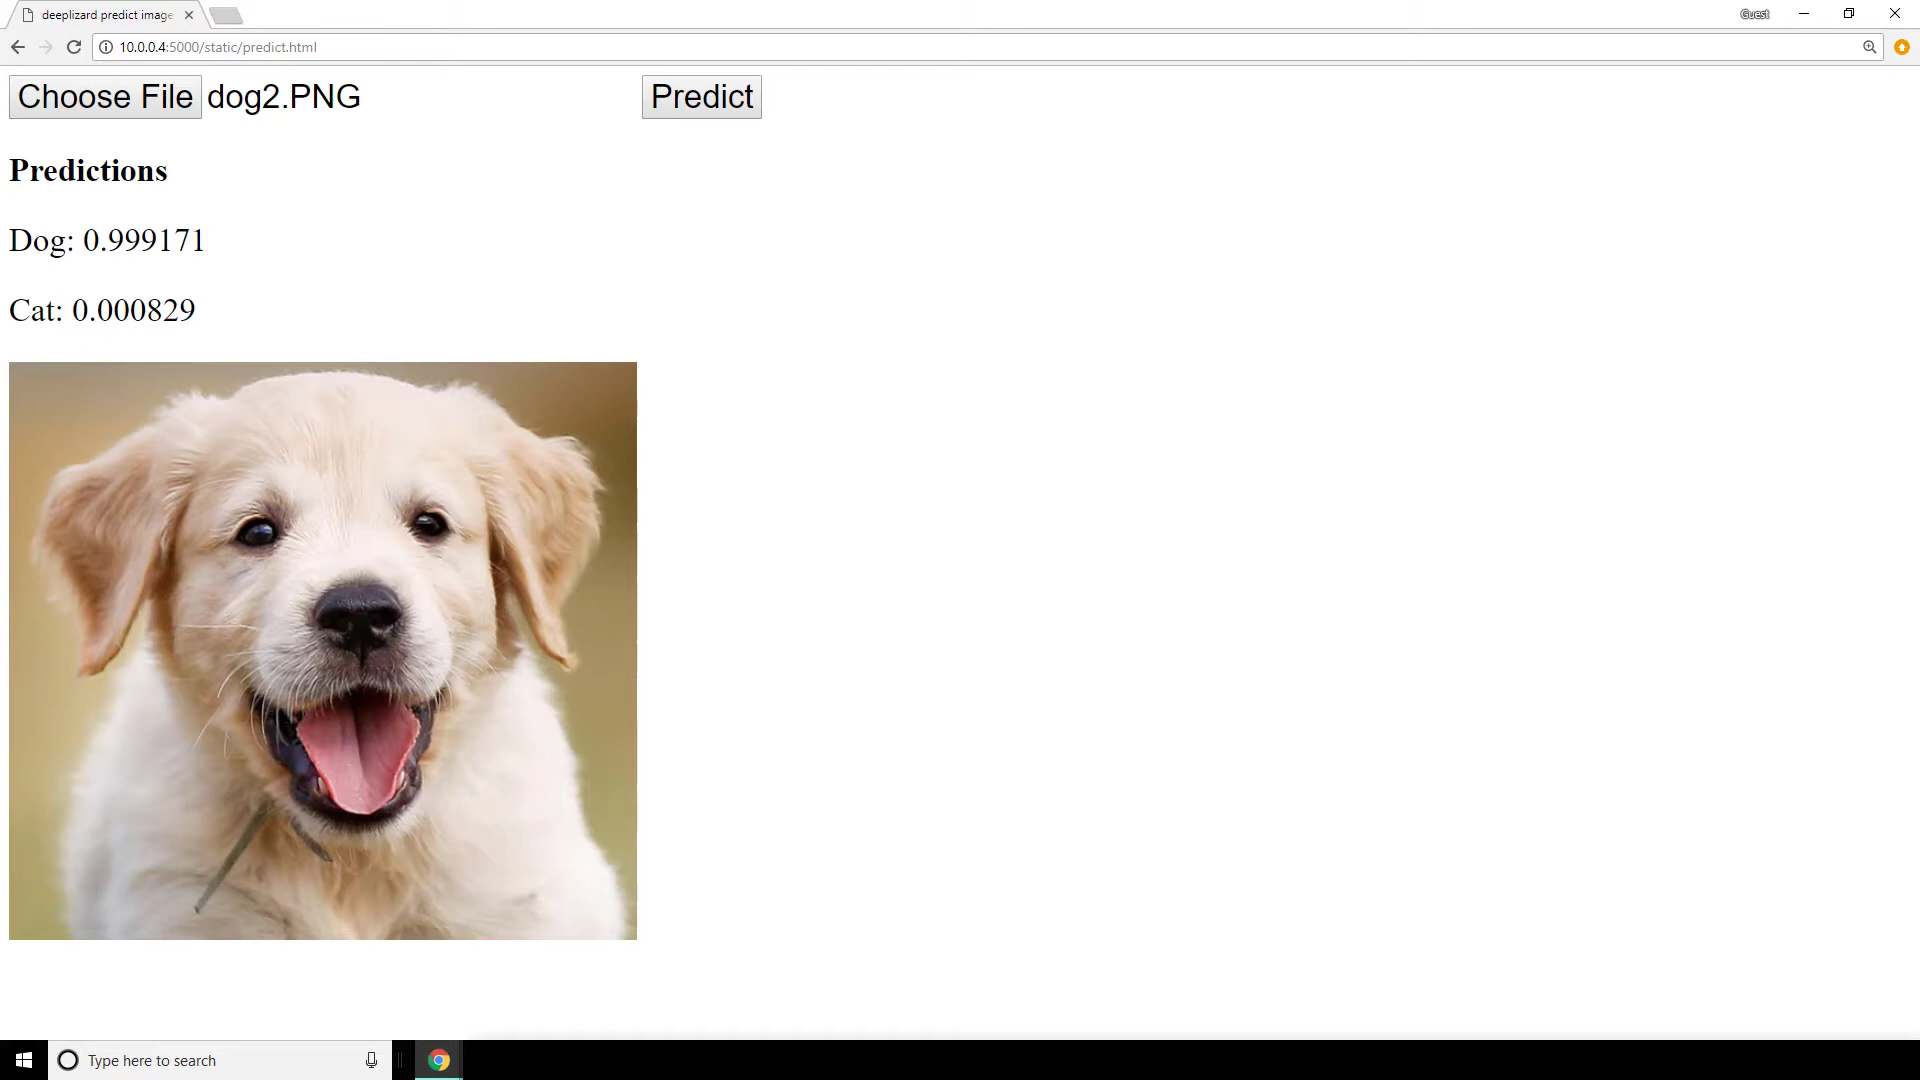 deeplizard predict image
Guest
10.0.0.4:5000/static/predict.html
Choose File dog2.PNG Predict
Predictions
Dog: 0.999171
Cat: 0.000829
Type here to search